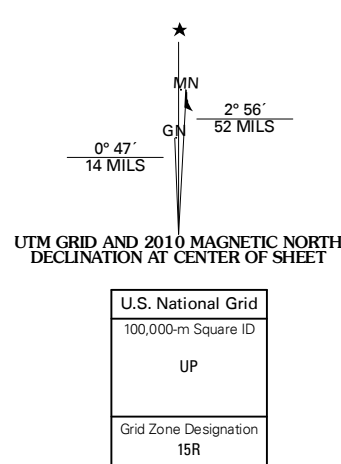 MN
2° 56´
52 MILS
GN
0° 47´
14 MILS
UTM GRID AND 2010 MAGNETIC NORTH
DECLINATION AT CENTER OF SHEET
U.S. National Grid
100,000-m Square ID
UP
Grid Zone Designation
15R